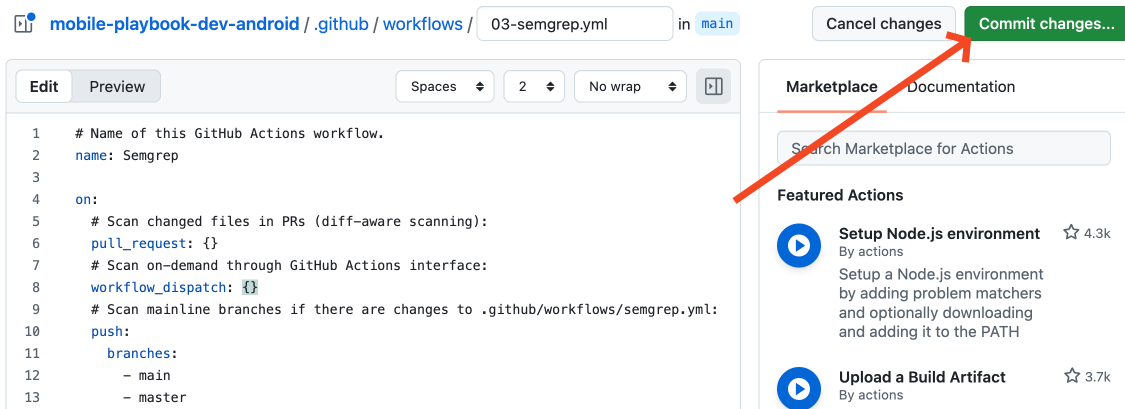 mobile-playbook-dev-android / .github / workflows / 03-semgrep.yml in main Cancel changes Commit changes...
Edit Preview Spaces 2 No wrap
1 # Name of this GitHub Actions workflow.
2 name: Semgrep
3
4 on:
5 # Scan changed files in PRs (diff-aware scanning):
6 pull_request: {}
7 # Scan on-demand through GitHub Actions interface:
8 workflow_dispatch: {}
9 # Scan mainline branches if there are changes to .github/workflows/semgrep.yml:
10 push:
11 branches:
12 - main
13 - master
Marketplace Documentation
Search Marketplace for Actions
Featured Actions
Setup Node.js environment 4.3k
By actions
Setup a Node.js environment
by adding problem matchers
and optionally downloading
and adding it to the PATH
Upload a Build Artifact 3.7k
By actions